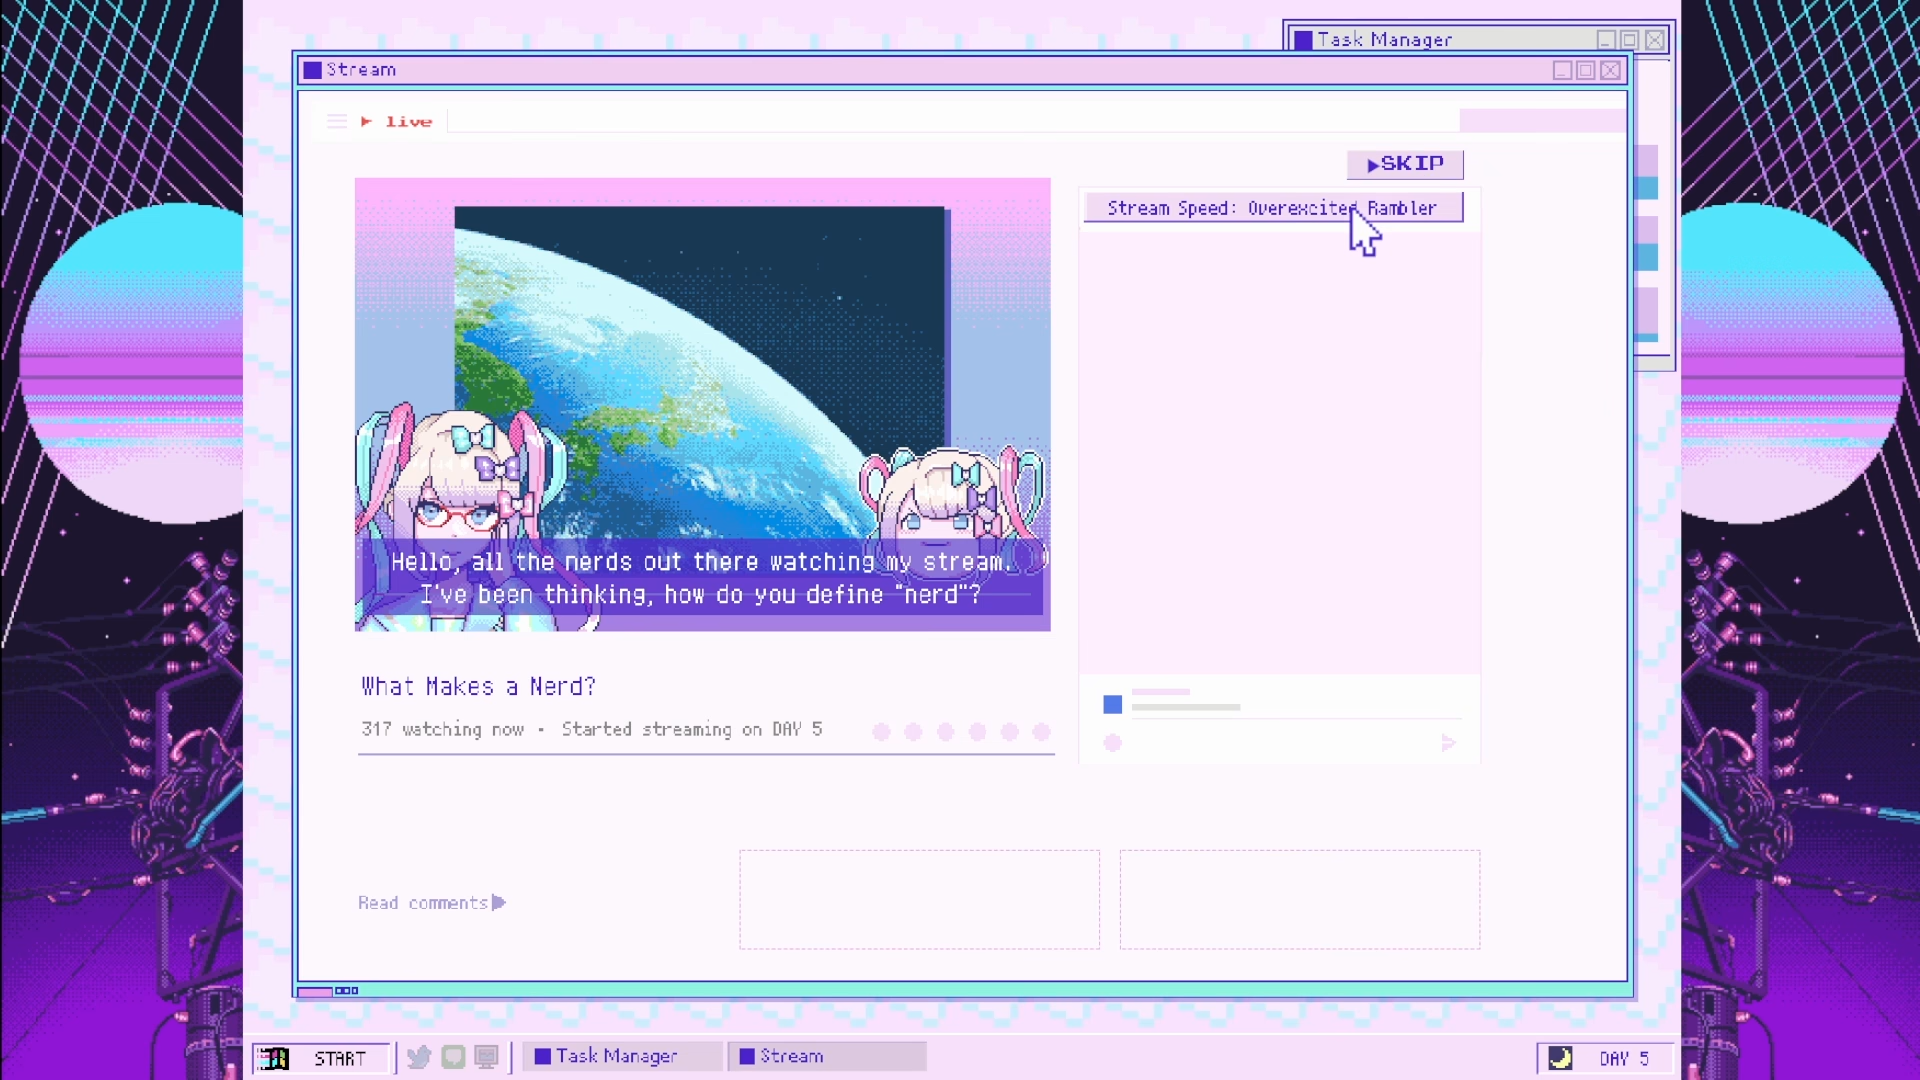 Task Manager
Stream
live
▶SKIP
Stream Speed: Overexcited Rambler
Hello, all the nerds out there watching my stream.
I've been thinking, how do you define "nerd"?
What Makes a Nerd?
317 watching now - Started streaming on DAY 5
Read comments▶
START
Task Manager
Stream
DAY 5